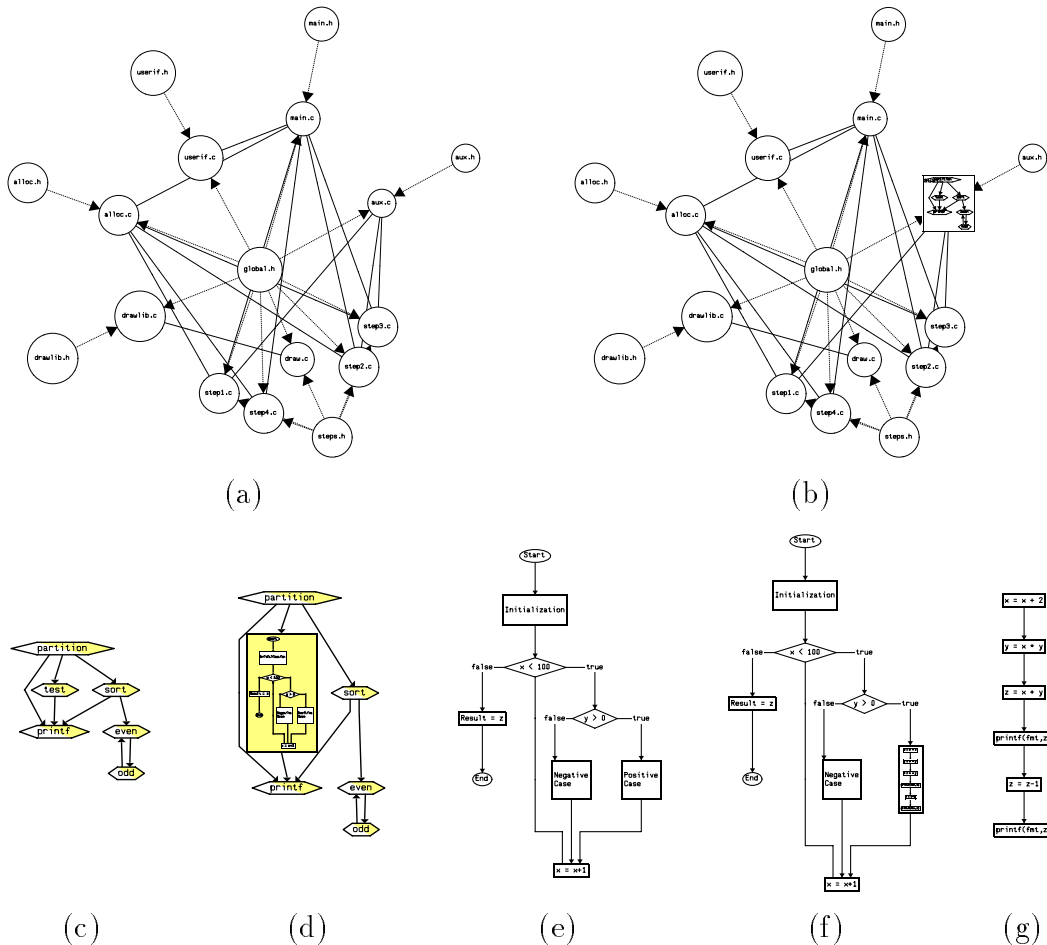 main.h
userif.h
main.c
userif.c
aux.h
alloc.h
aux.c
alloc.c
global.h
drawlib.c
step3.c
drawlib.h
draw.c
step2.c
step1.c
step4.c
steps.h
(a)
main.h
userif.h
main.c
userif.c
aux.h
alloc.h
alloc.c
global.h
drawlib.c
step3.c
drawlib.h
draw.c
step2.c
step1.c
step4.c
steps.h
(b)
partition
test
sort
printf
even
odd
(c)
partition
sort
printf
even
odd
(d)
Start
Initialization
false
x < 100
true
Result = z
false
y > 0
true
End
Negative
Case
Positive
Case
x = x+1
(e)
Start
Initialization
false
x < 100
true
Result = z
false
y > 0
true
End
Negative
Case
x = x+1
(f)
x = x + 2
y = x * y
z = x + y
printf(fmt,z
z = z-1
printf(fmt,z
(g)